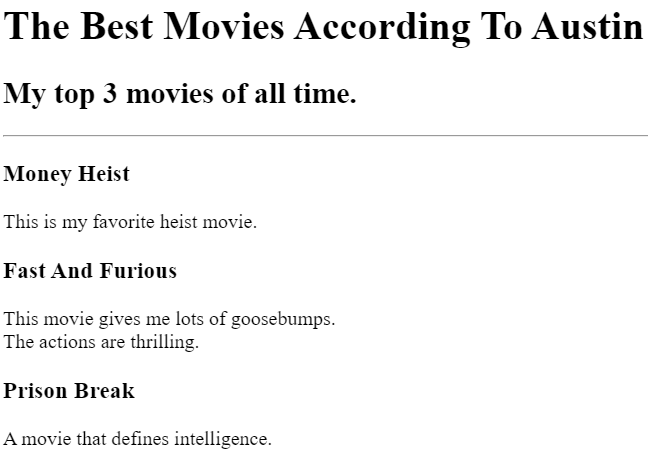 The Best Movies According To Austin
My top 3 movies of all time.
Money Heist
This is my favorite heist movie.
Fast And Furious
This movie gives me lots of goosebumps.
The actions are thrilling.
Prison Break
A movie that defines intelligence.